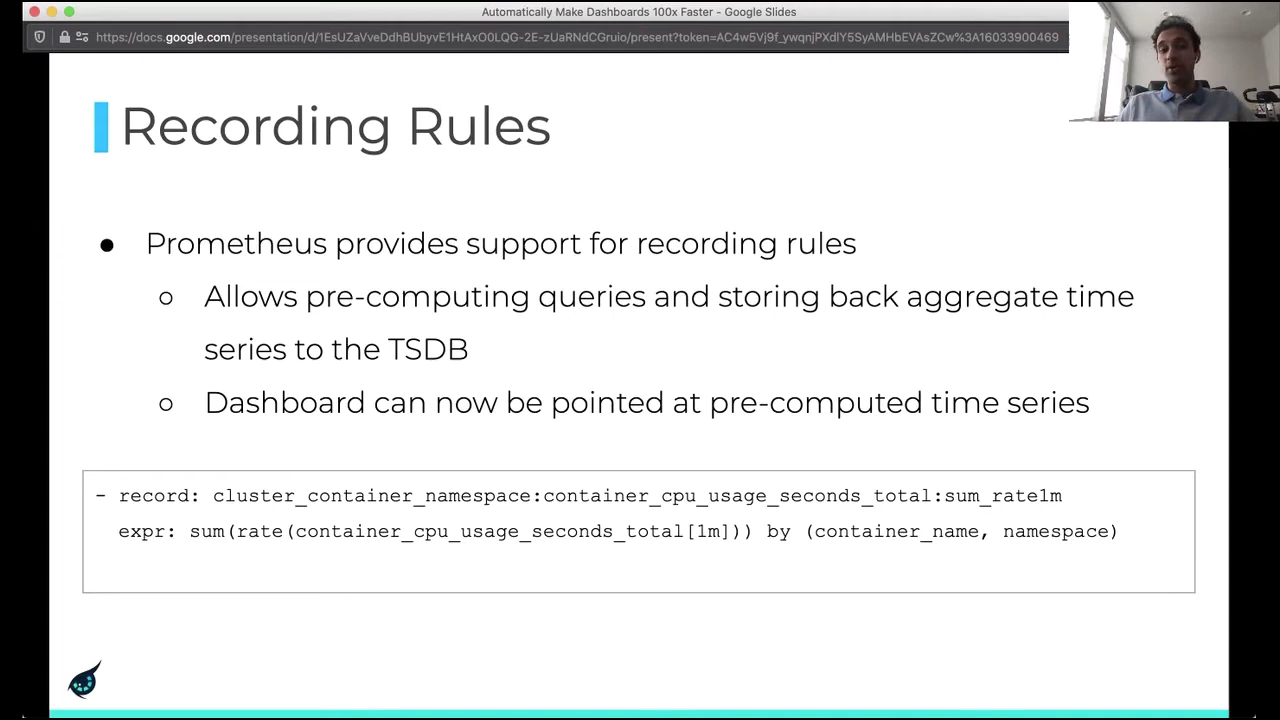 Automatically Make Dashboards 100x Faster - Google Slides
https://docs.google.com/presentation/d/1EsUZaVveDdhBUbyvE1HtAxO0LQG-2E-zUaRNdCGruio/present?token=AC4w5Vj9f_ywqnjPXdlY5SyAMHbEVAsZCw%3A16033900469
Recording Rules
● Prometheus provides support for recording rules
○ Allows pre-computing queries and storing back aggregate time
series to the TSDB
○ Dashboard can now be pointed at pre-computed time series
- record: cluster_container_namespace:container_cpu_usage_seconds_total:sum_rate1m
expr: sum(rate(container_cpu_usage_seconds_total[1m])) by (container_name, namespace)